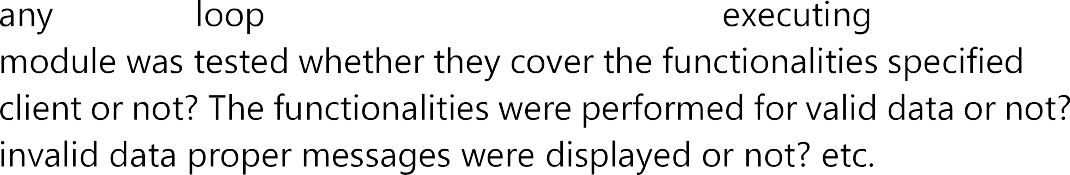 any loop executing
module was tested whether they cover the functionalities specified
client or not? The functionalities were performed for valid data or not?
invalid data proper messages were displayed or not? etc.